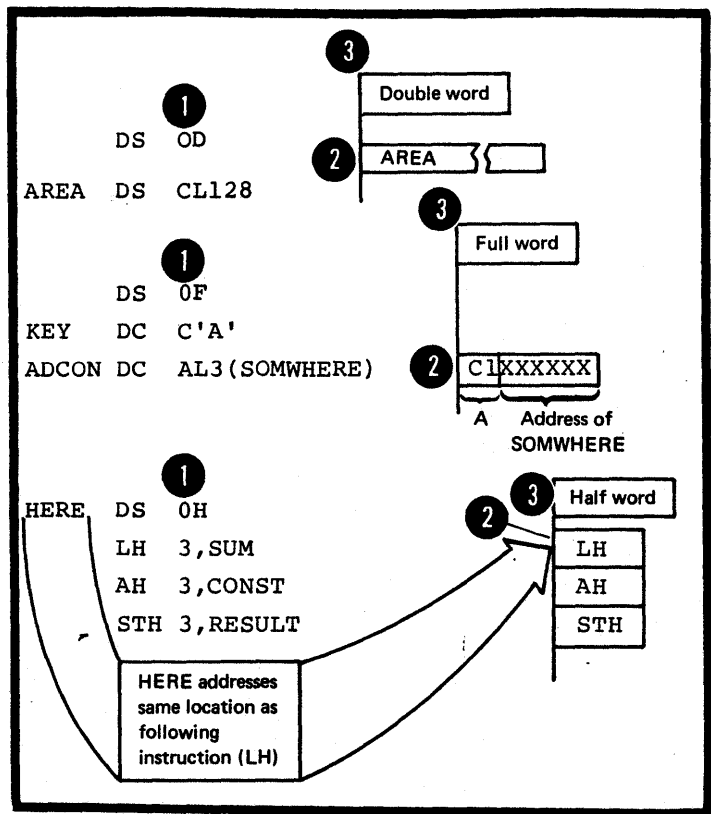 3
Double word
1
DS 0D
2 AREA
AREA DS CL128
3
Full word
1
DS 0F
KEY DC C'A'
ADCON DC AL3(SOMWHERE)
2 C1XXXXXX
A Address of
SOMWHERE
1
3 Half word
HERE DS 0H
2
LH 3,SUM
LH
AH 3,CONST
AH
STH 3,RESULT
STH
HERE addresses
same location as
following
instruction (LH)